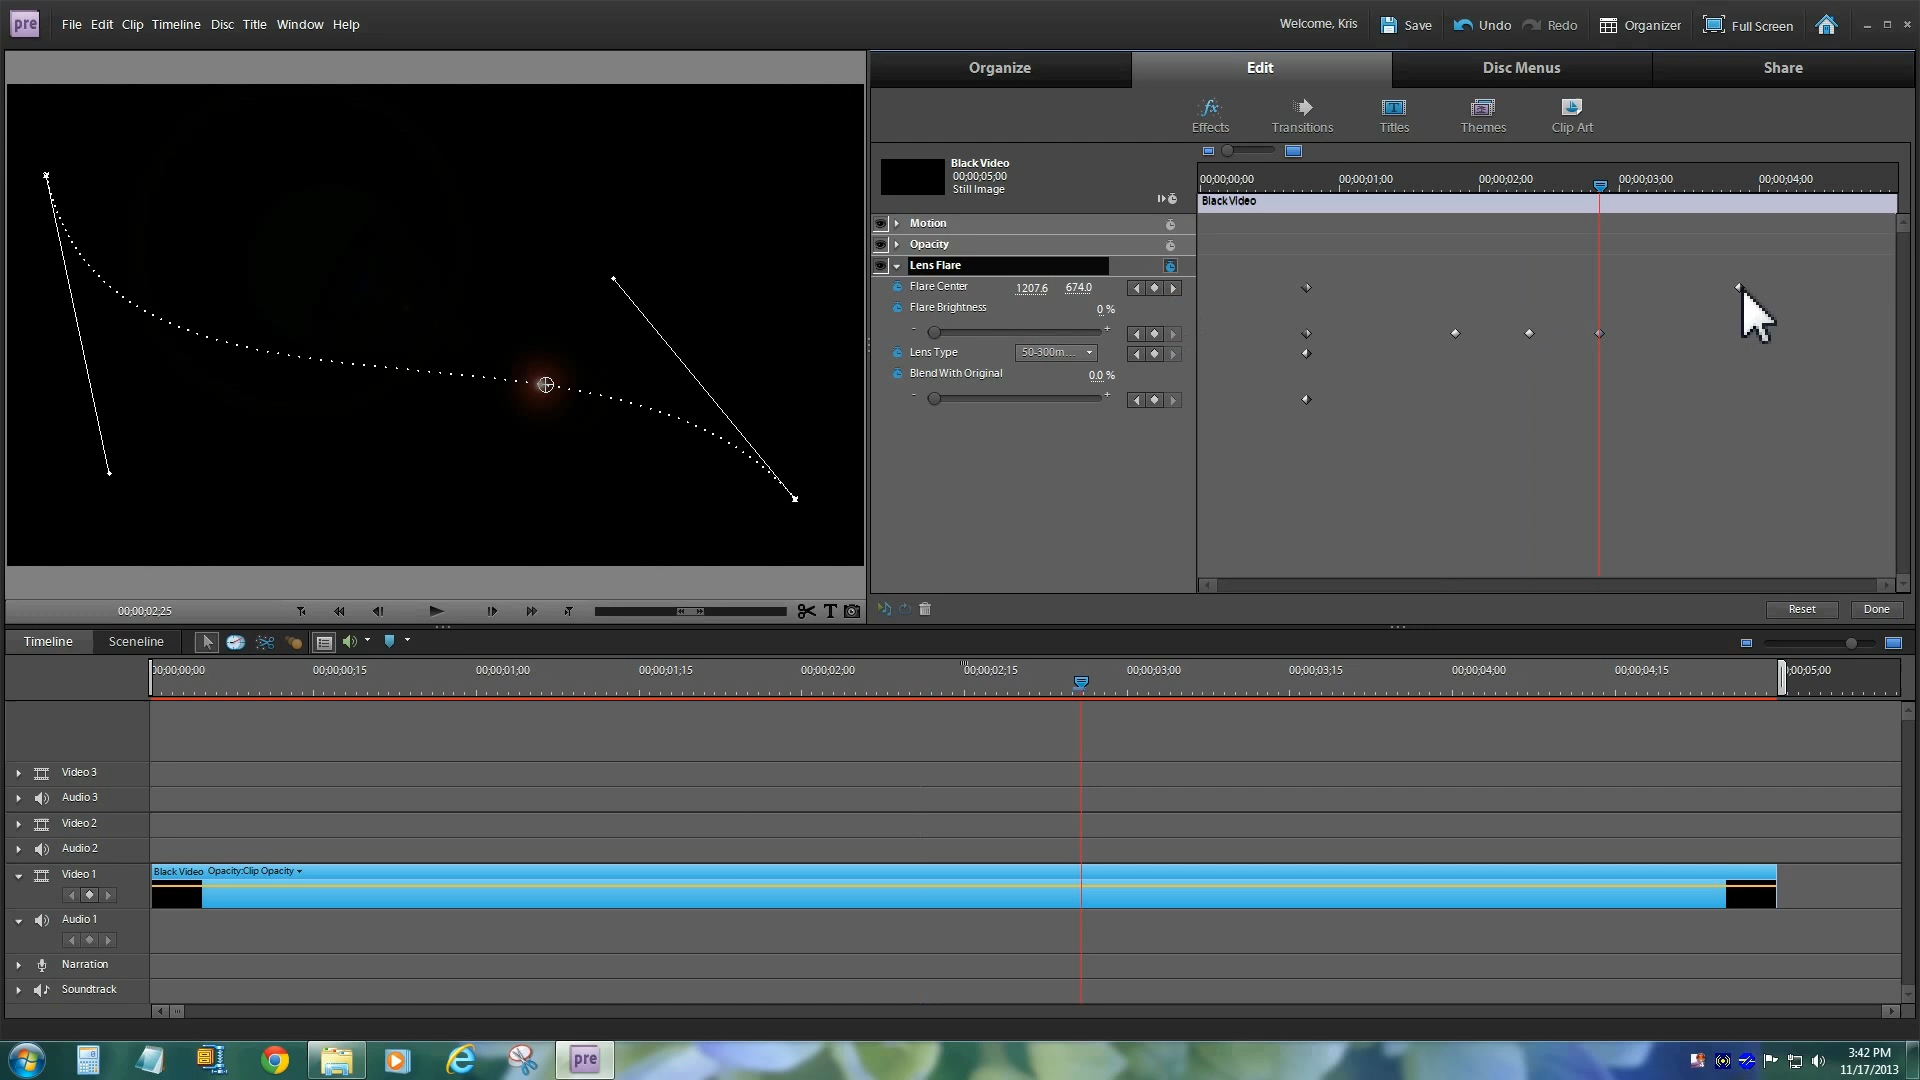 pre File Edit Clip Timeline Disc Title Window Help Welcome, Kris Save Undo Redo Organizer Full Screen
Organize Edit Disc Menus Share
Effects Transitions Titles Themes Clip Art
Black Video
00;00;05;00
Still Image
00;00;00;00 00;00;01;00 00;00;02;00 00;00;03;00 00;00;04;00
Black Video
Motion
Opacity
Lens Flare
Flare Center 1207.6 674.0
Flare Brightness 0 %
- +
Lens Type 50-300m...
Blend With Original 0.0 %
- +
00;00;02;25 T
Reset Done
Timeline Sceneline
00;00;00;00 00;00;00;15 00;00;01;00 00;00;01;15 00;00;02;00 00;00;02;15 00;00;03;00 00;00;03;15 00;00;04;00 00;00;04;15 00;00;05;00
Video 3
Audio 3
Video 2
Audio 2
Video 1 Black Video Opacity:Clip Opacity
Audio 1
Narration
Soundtrack
pre
3:42 PM
11/17/2013